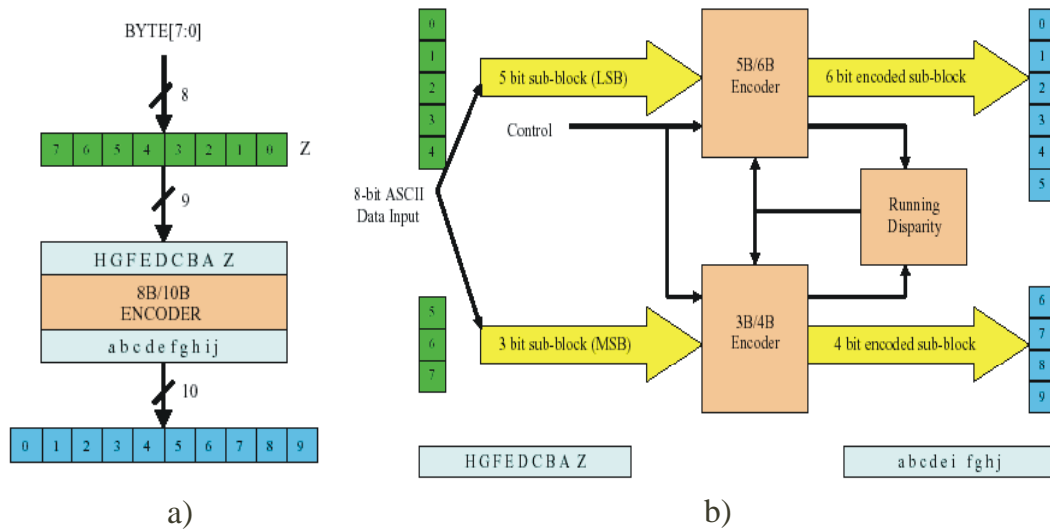 BYTE[7:0]
8
7 6 5 4 3 2 1 0 Z
9
H G F E D C B A Z
8B/10B
ENCODER
a b c d e f g h i j
10
0 1 2 3 4 5 6 7 8 9
a)
0
1
2
3
4
5 bit sub-block (LSB)
Control
8-bit ASCII
Data Input
5
6
7
3 bit sub-block (MSB)
5B/6B
Encoder
6 bit encoded sub-block
Running
Disparity
3B/4B
Encoder
4 bit encoded sub-block
0
1
2
3
4
5
6
7
8
9
H G F E D C B A Z
a b c d e i f g h j
b)